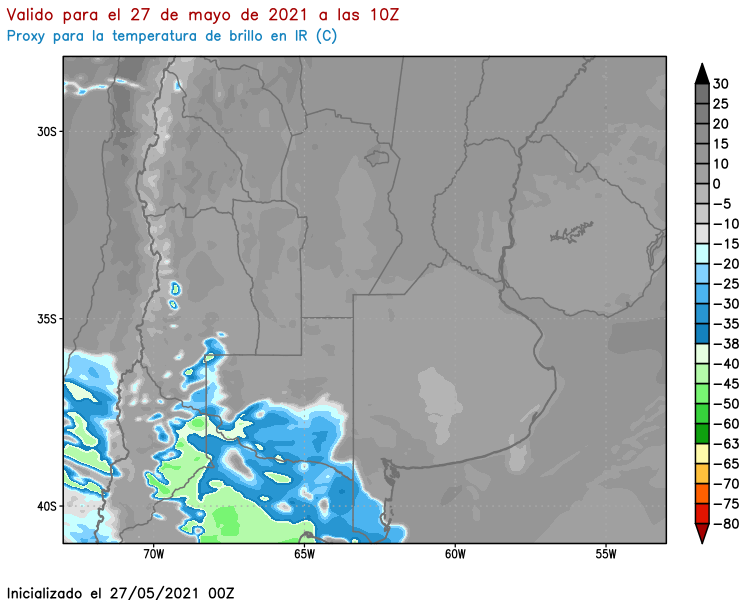 Valido para el 27 de mayo de 2021 a las 10Z
Proxy para la temperatura de brillo en IR (C)
30S
35S
40S
70W
65W
60W
55W
30
25
20
15
10
0
−5
−10
−15
−20
−25
−30
−35
−38
−40
−45
−50
−60
−63
−65
−70
−75
−80
Inicializado el 27/05/2021 00Z